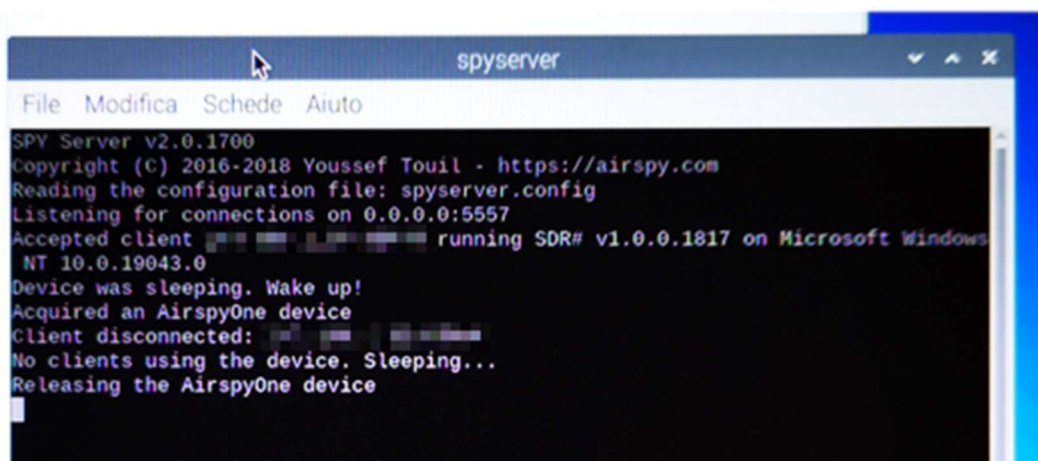 spyserver
File Modifica Schede Aiuto
SPY Server v2.0.1700
Copyright (C) 2016-2018 Youssef Touil - https://airspy.com
Reading the configuration file: spyserver.config
Listening for connections on 0.0.0.0:5557
Accepted client running SDR# v1.0.0.1817 on Microsoft Windows
NT 10.0.19043.0
Device was sleeping. Wake up!
Acquired an AirspyOne device
Client disconnected:
No clients using the device. Sleeping...
Releasing the AirspyOne device